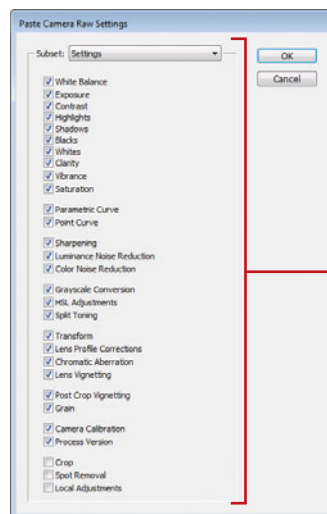 Paste Camera Raw Settings
Subset: Settings
OK
Cancel
White Balance
Exposure
Contrast
Highlights
Shadows
Blacks
Whites
Clarity
Vibrance
Saturation
Parametric Curve
Point Curve
Sharpening
Luminance Noise Reduction
Color Noise Reduction
Grayscale Conversion
HSL Adjustments
Split Toning
Transform
Lens Profile Corrections
Chromatic Aberration
Lens Vignetting
Post Crop Vignetting
Grain
Camera Calibration
Process Version
Crop
Spot Removal
Local Adjustments